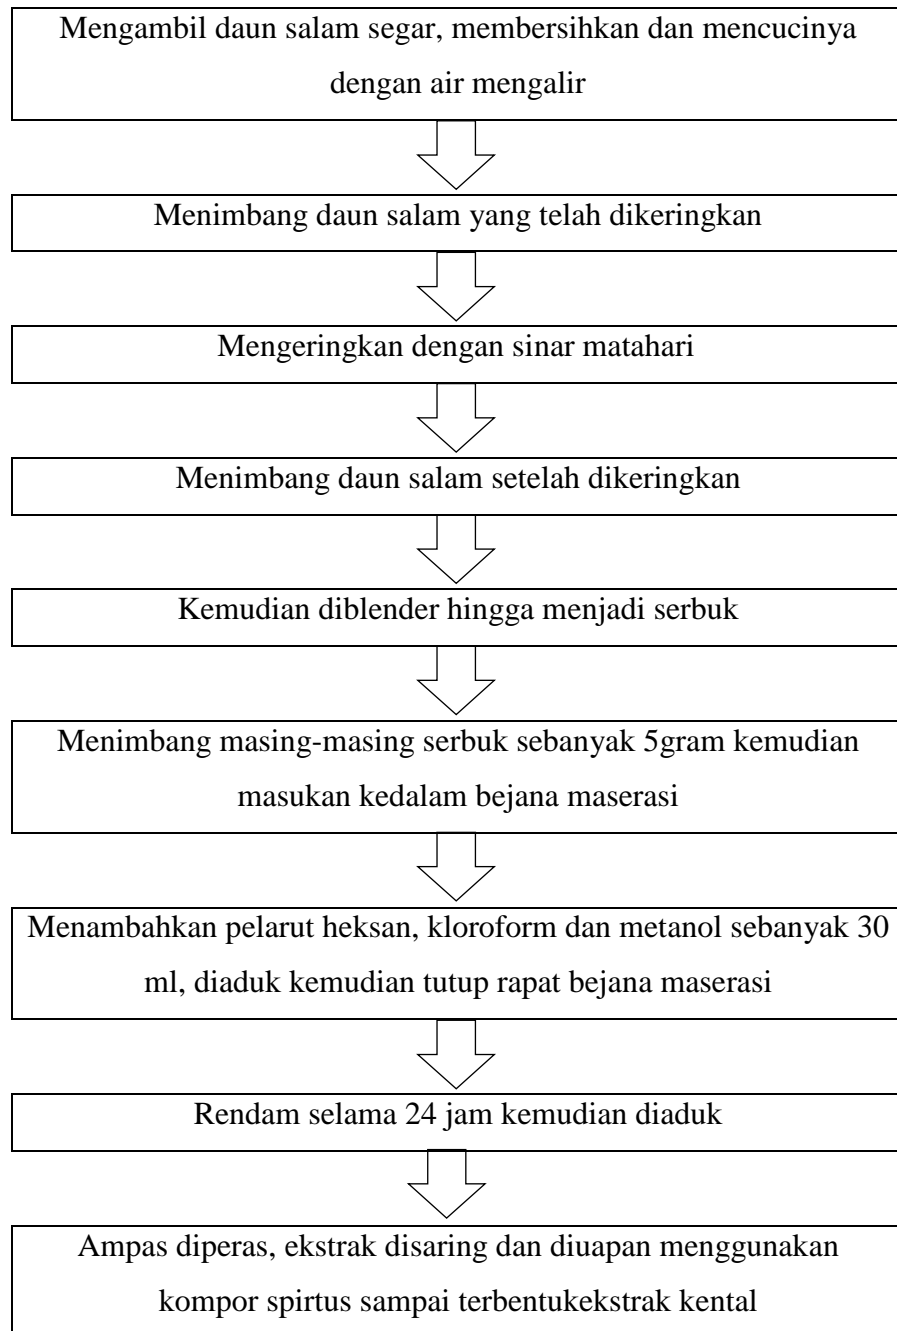 Mengambil daun salam segar, membersihkan dan mencucinya
dengan air mengalir
Menimbang daun salam yang telah dikeringkan
Mengeringkan dengan sinar matahari
Menimbang daun salam setelah dikeringkan
Kemudian diblender hingga menjadi serbuk
Menimbang masing-masing serbuk sebanyak 5gram kemudian
masukan kedalam bejana maserasi
Menambahkan pelarut heksan, kloroform dan metanol sebanyak 30
ml, diaduk kemudian tutup rapat bejana maserasi
Rendam selama 24 jam kemudian diaduk
Ampas diperas, ekstrak disaring dan diuapan menggunakan
kompor spirtus sampai terbentukekstrak kental